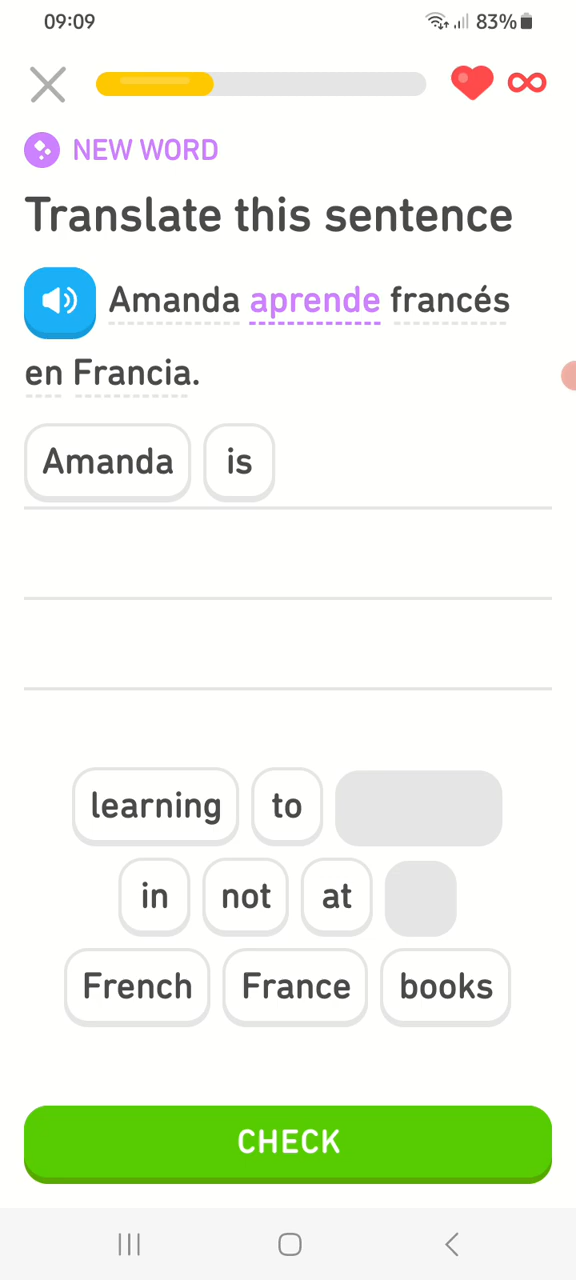 09:09 83%
NEW WORD
Translate this sentence
Amanda aprende francés
en Francia.
Amanda is
learning to
in not at
French France books
CHECK